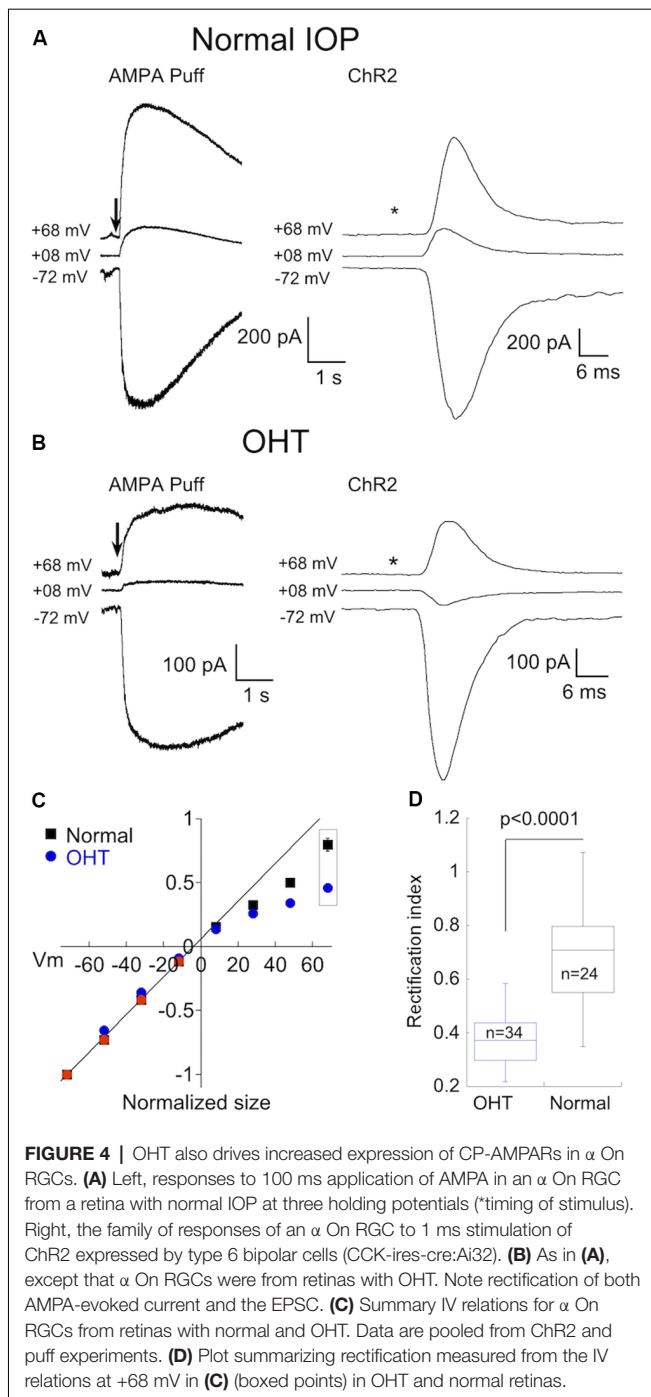 A
Normal IOP
AMPA Puff
ChR2
*
+68 mV
+08 mV
-72 mV
+68 mV
+08 mV
-72 mV
200 pA
1 s
200 pA
6 ms
B
OHT
AMPA Puff
ChR2
*
+68 mV
+08 mV
-72 mV
+68 mV
+08 mV
-72 mV
100 pA
1 s
100 pA
6 ms
C
Normal
OHT
1
0.5
0
-0.5
-1
Vm
-60 -40 -20 0 20 40 60
Normalized size
D
p<0.0001
1.2
1
0.8
0.6
0.4
0.2
Rectification index
n=34
n=24
OHT Normal
FIGURE 4 | OHT also drives increased expression of CP-AMPARs in α On
RGCs. (A) Left, responses to 100 ms application of AMPA in an α On RGC
from a retina with normal IOP at three holding potentials (*timing of stimulus).
Right, the family of responses of an α On RGC to 1 ms stimulation of
ChR2 expressed by type 6 bipolar cells (CCK-ires-cre:Ai32). (B) As in (A),
except that α On RGCs were from retinas with OHT. Note rectification of both
AMPA-evoked current and the EPSC. (C) Summary IV relations for α On
RGCs from retinas with normal and OHT. Data are pooled from ChR2 and
puff experiments. (D) Plot summarizing rectification measured from the IV
relations at +68 mV in (C) (boxed points) in OHT and normal retinas.